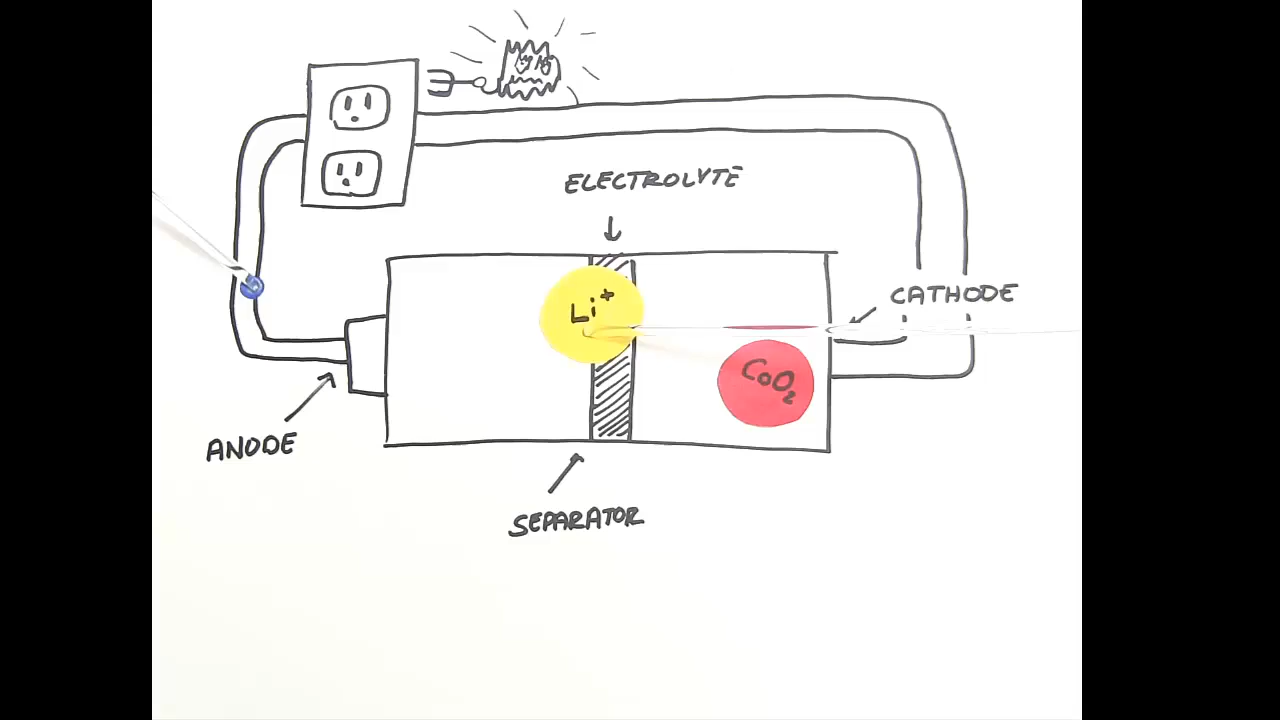 ELECTROLYTE
CATHODE
Li+
CoO2
ANODE
SEPARATOR